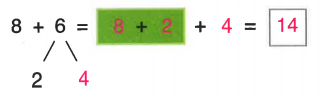 8 + 6 = 8 + 2 + 4 = 14
2 4